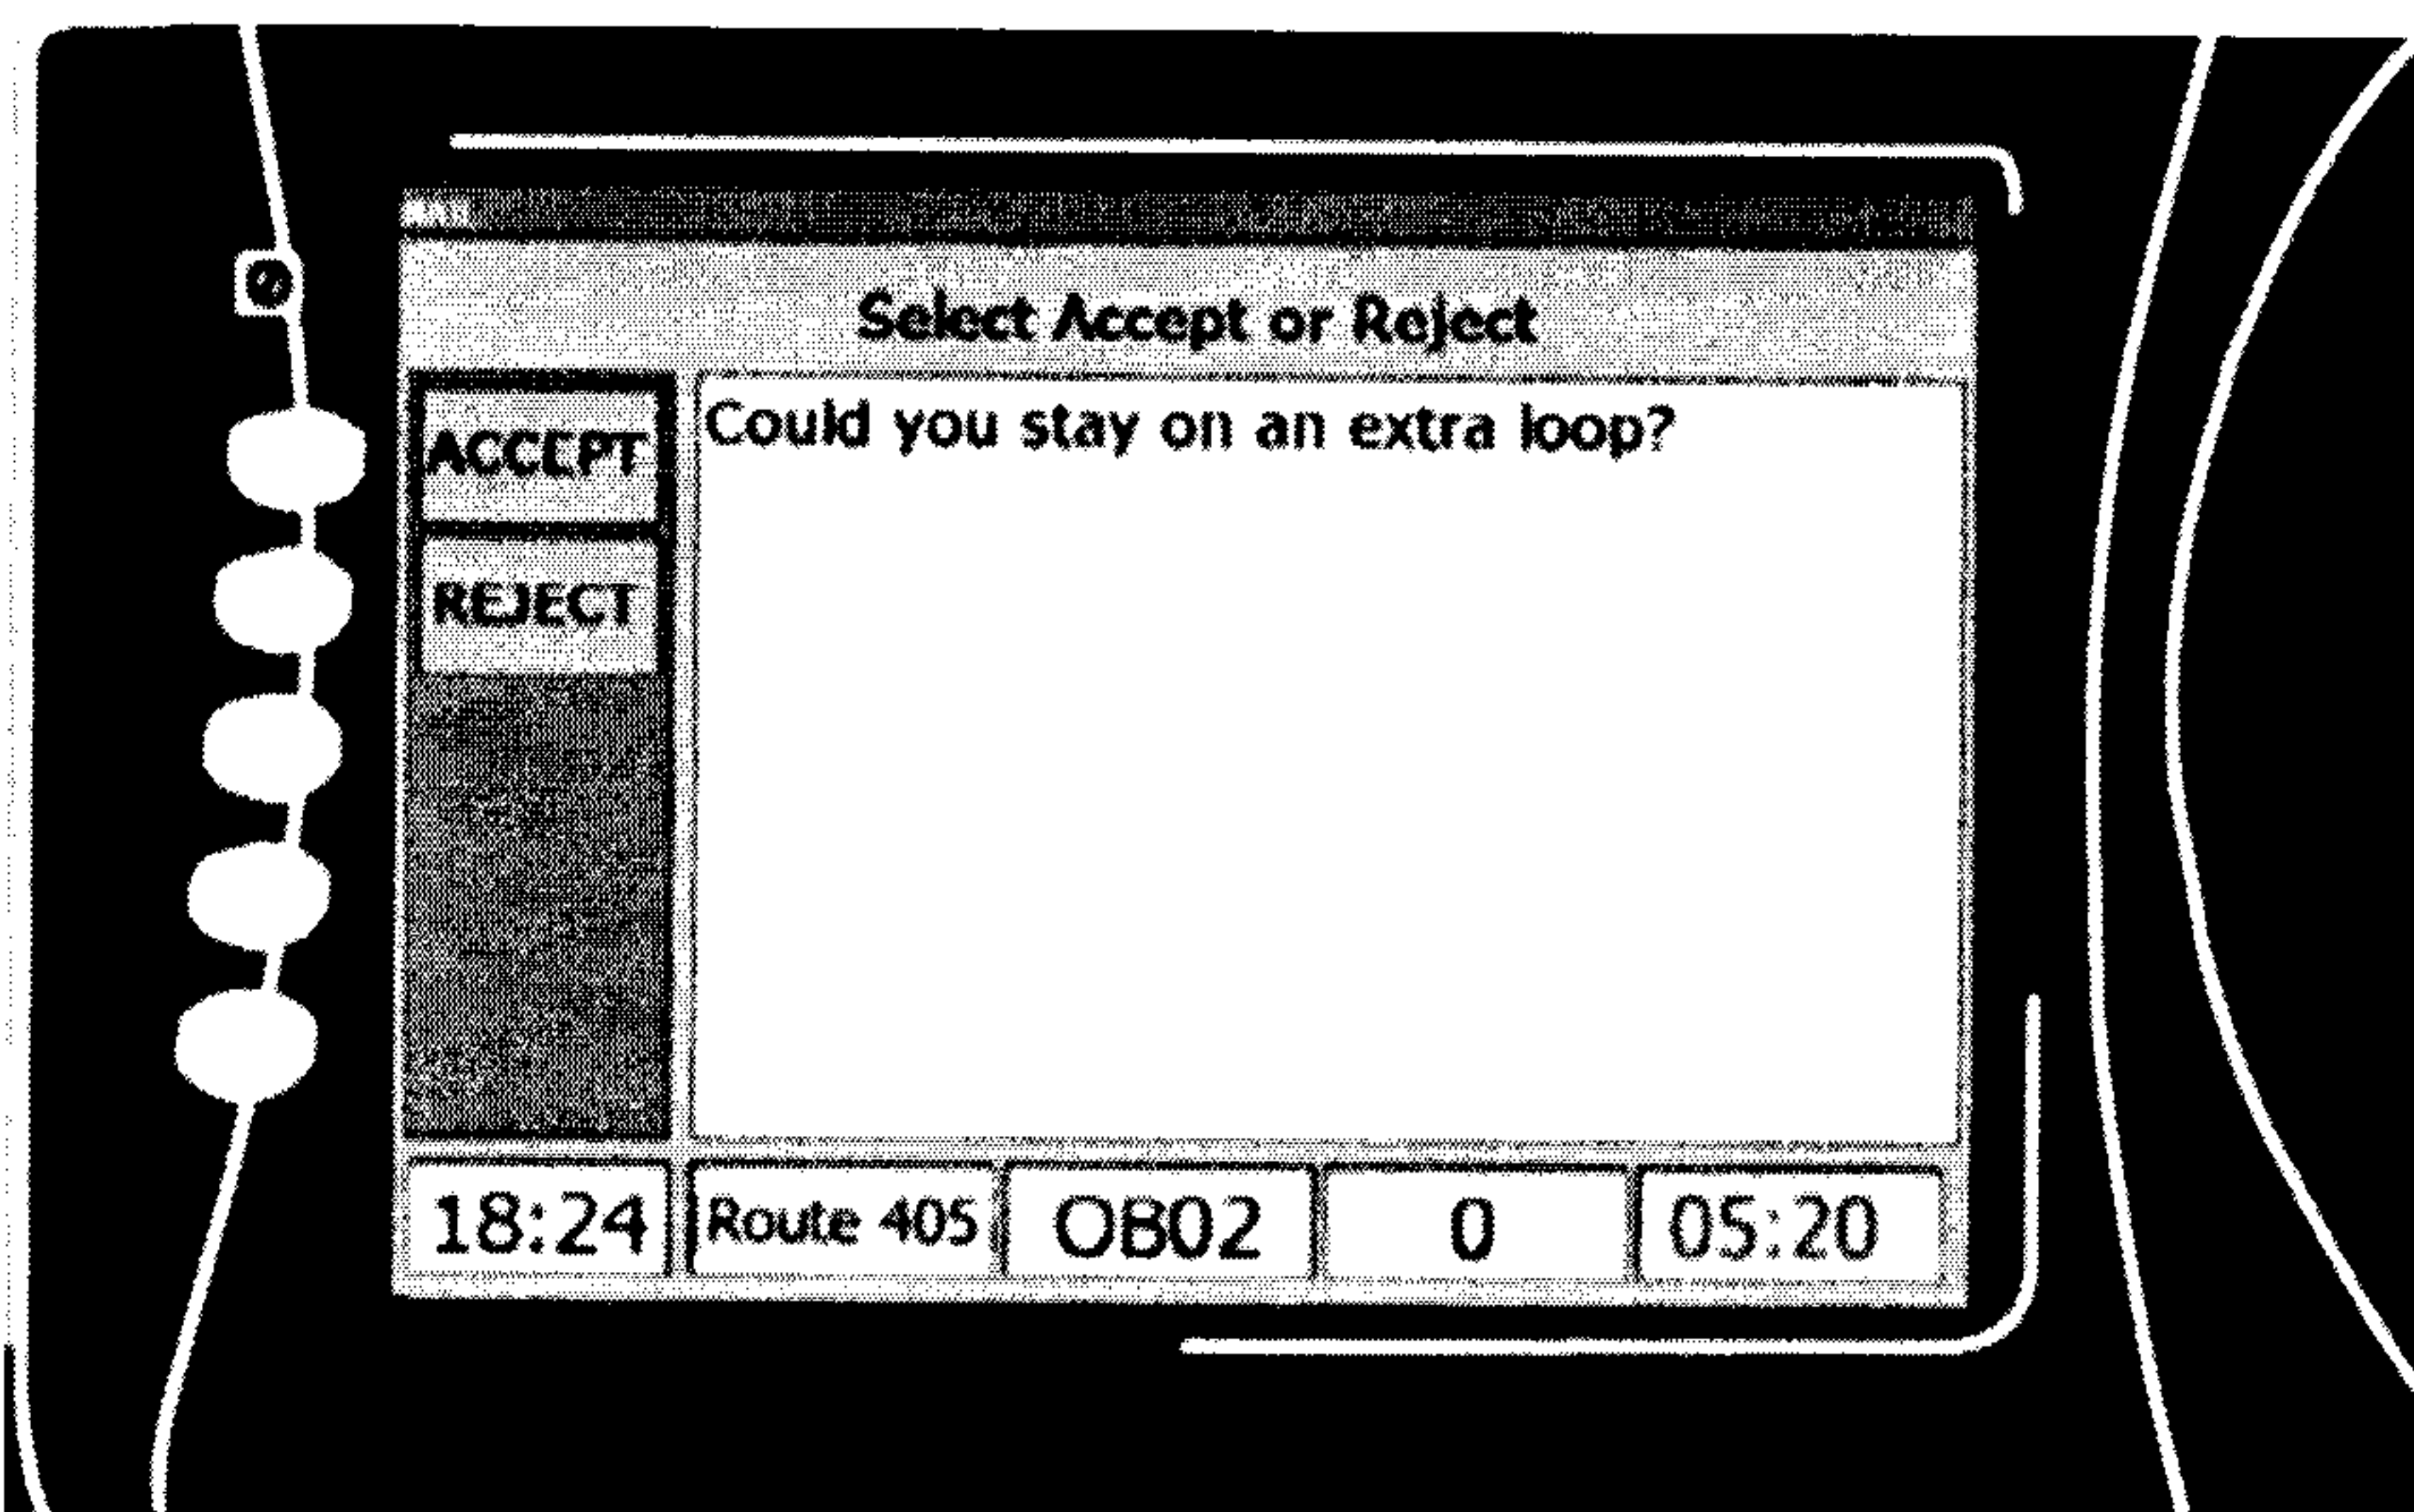 Select Accept or Reject
ACCEPT
Could you stay on an extra loop?
REJECT
18:24 Route 405 OB02 0 05:20